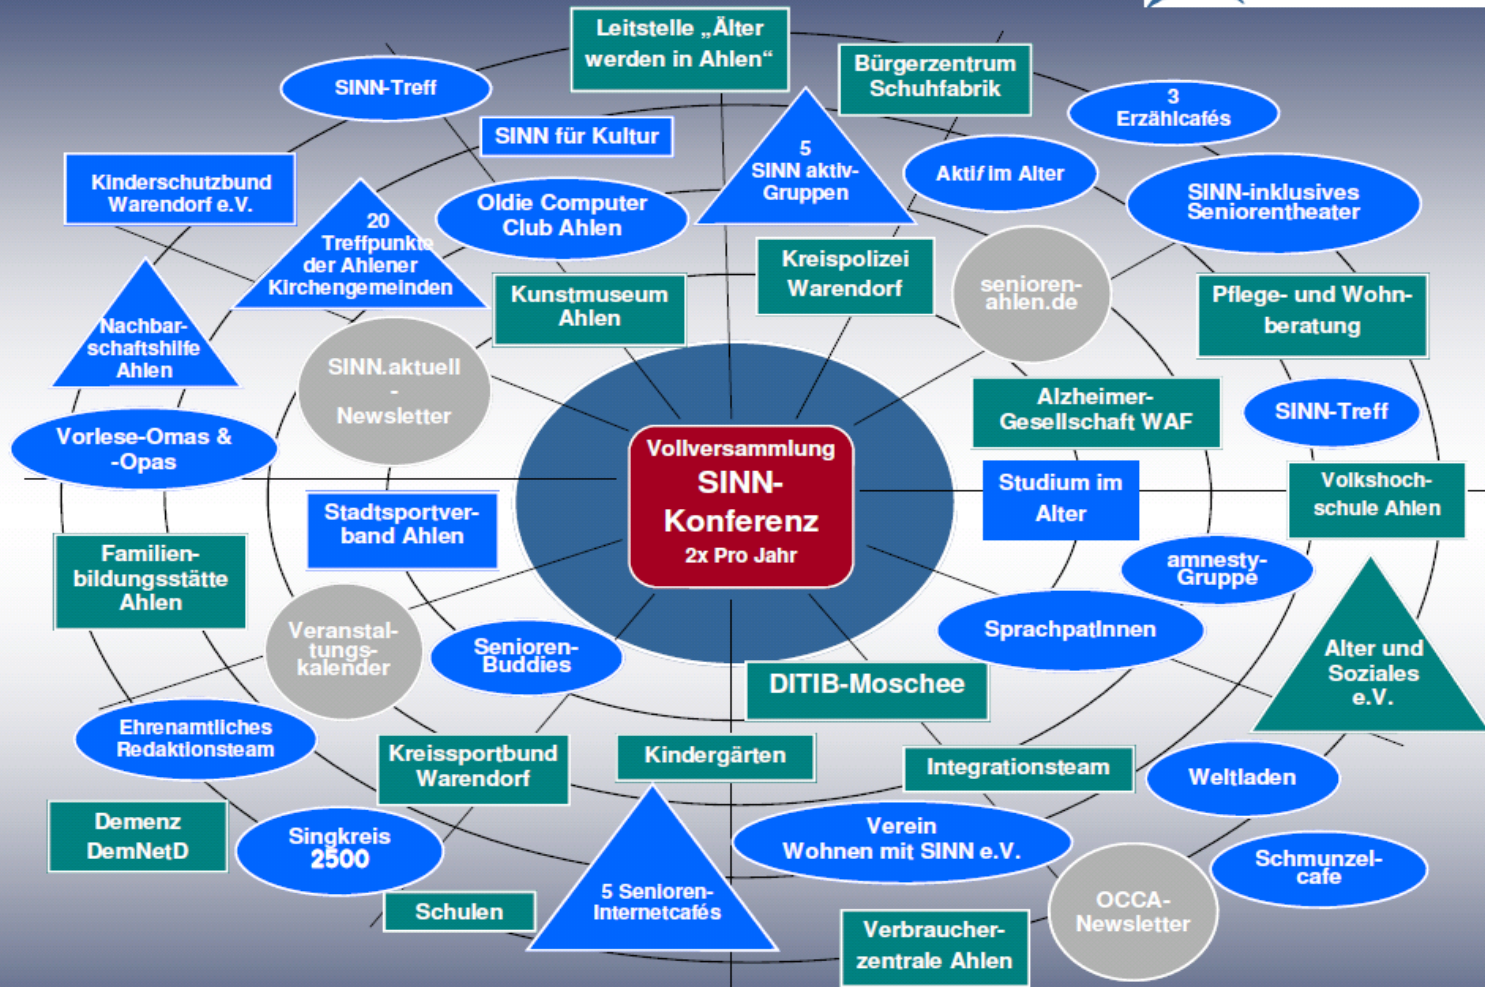 Leitstelle „Älter
werden in Ahlen“
Bürgerzentrum
Schuhfabrik
SINN-Treff
3
Erzählcafés
SINN für Kultur
5
SINN aktiv-
Gruppen
Aktif im Alter
Kinderschutzbund
Warendorf e.V.
SINN-inklusives
Seniorentheater
20
Treffpunkte
der Ahlener
Kirchengemeinden
Oldie Computer
Club Ahlen
Kreispolizei
Warendorf
senioren-
ahlen.de
Kunstmuseum
Ahlen
Pflege- und Wohn-
beratung
Nachbar-
schaftshilfe
Ahlen
SINN.aktuell
-
Newsletter
Alzheimer-
Gesellschaft WAF
SINN-Treff
Vorlese-Omas &
-Opas
Vollversammlung
SINN-
Konferenz
2x Pro Jahr
Studium im
Alter
Volkshoch-
schule Ahlen
Stadtsportver-
band Ahlen
Familien-
bildungsstätte
Ahlen
amnesty-
Gruppe
Veranstal-
tungs-
kalender
Senioren-
Buddies
SprachpatInnen
Alter und
Soziales
e.V.
DITIB-Moschee
Ehrenamtliches
Redaktionsteam
Kreissportbund
Warendorf
Kindergärten
Integrationsteam
Weltladen
Demenz
DemNetD
Singkreis
2500
Verein
Wohnen mit SINN e.V.
Schmunzel-
cafe
5 Senioren-
Internetcafés
Schulen
OCCA-
Newsletter
Verbraucher-
zentrale Ahlen